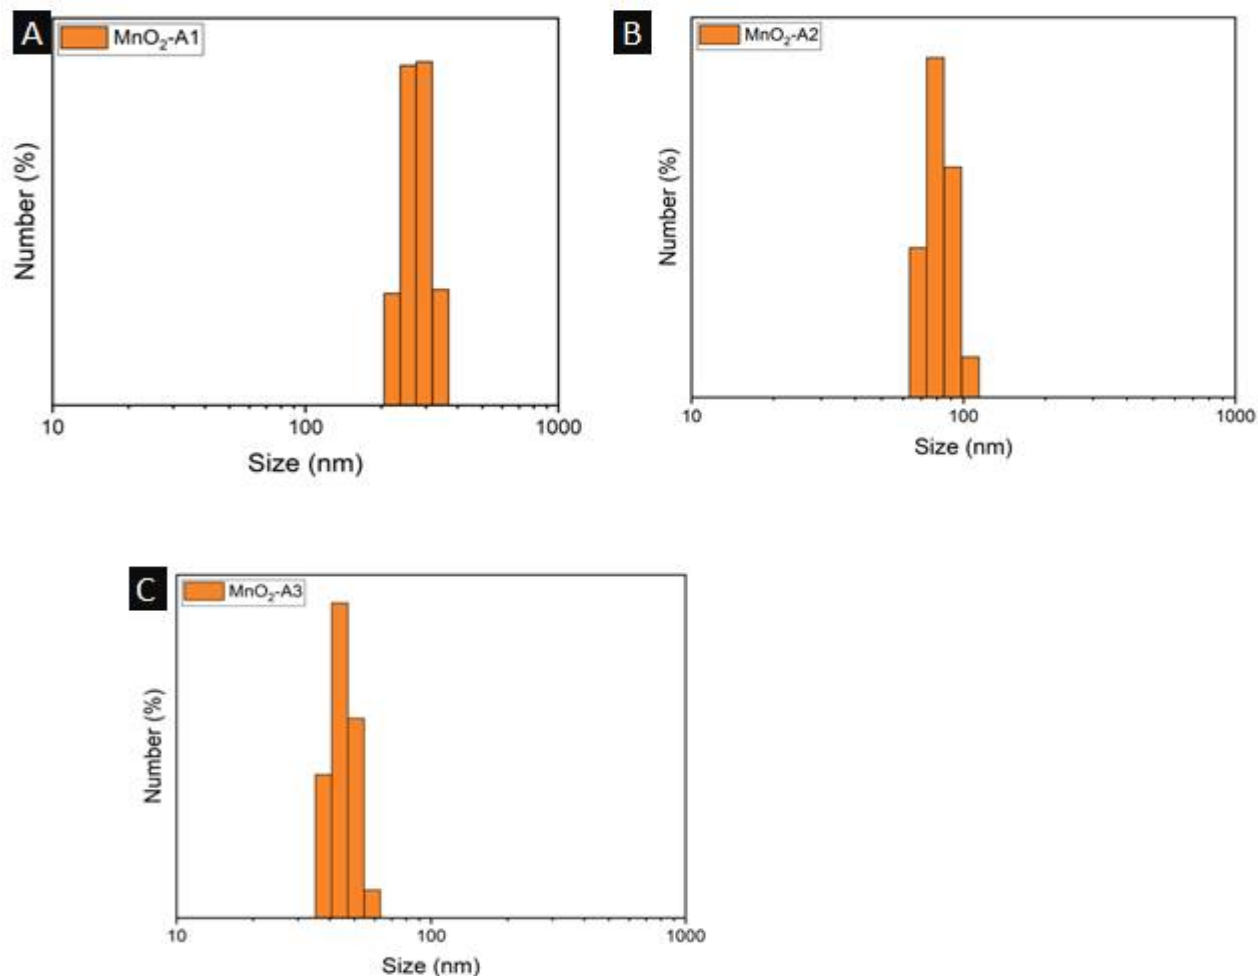 A
MnO₂-A1
Number (%)
10 100 1000
Size (nm)
B
MnO₂-A2
Number (%)
10 100 1000
Size (nm)
C
MnO₂-A3
Number (%)
10 100 1000
Size (nm)